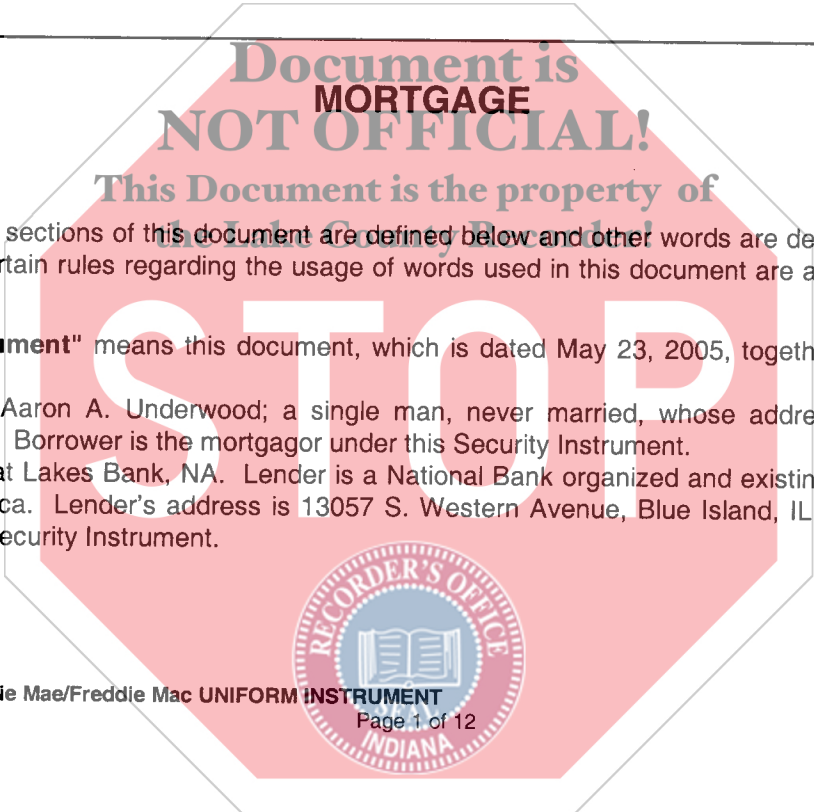 Document is
MORTGAGE
NOT OFFICIAL!
This Document is the property of
the Lake County Recorder!
sections of this document are defined below and other words are de
rtain rules regarding the usage of words used in this document are a
ment" means this document, which is dated May 23, 2005, togeth
Aaron A. Underwood; a single man, never married, whose addre
Borrower is the mortgagor under this Security Instrument.
at Lakes Bank, NA. Lender is a National Bank organized and existin
ca. Lender's address is 13057 S. Western Avenue, Blue Island, IL
ecurity Instrument.
STOP
RECORDER'S OFFICE
SEAL
INDIANA
ie Mae/Freddie Mac UNIFORM INSTRUMENT
Page 1 of 12